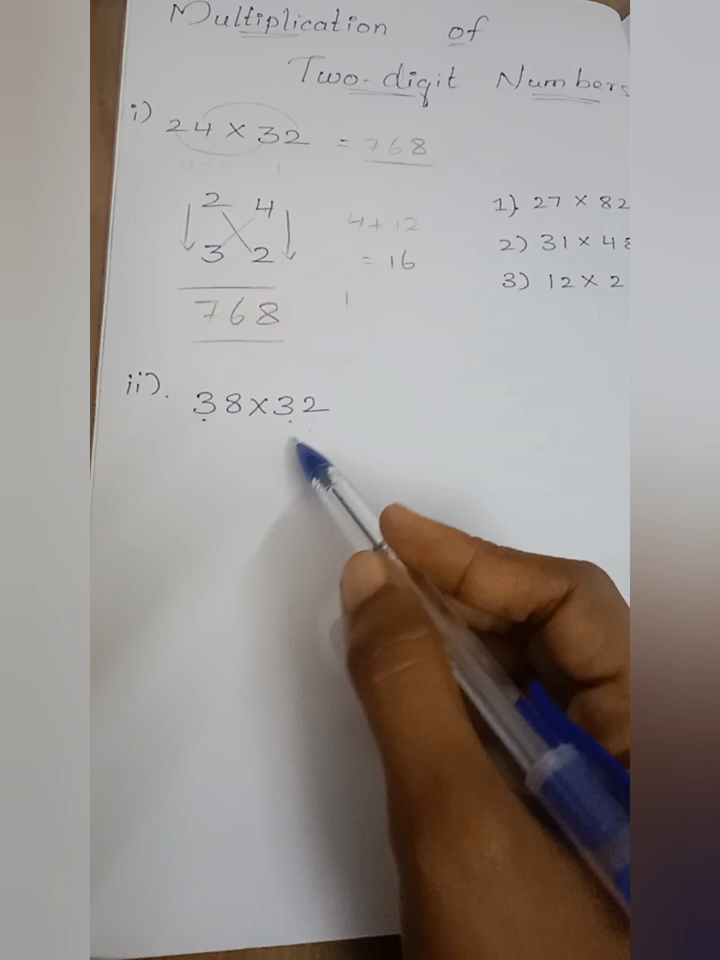 Multiplication of
Two-digit Numbers
i) 24 × 32 = 768
2 4
3 2
768
4 + 12
= 16
1
1) 27 × 82
2) 31 × 48
3) 12 × 2
ii). 38 × 32